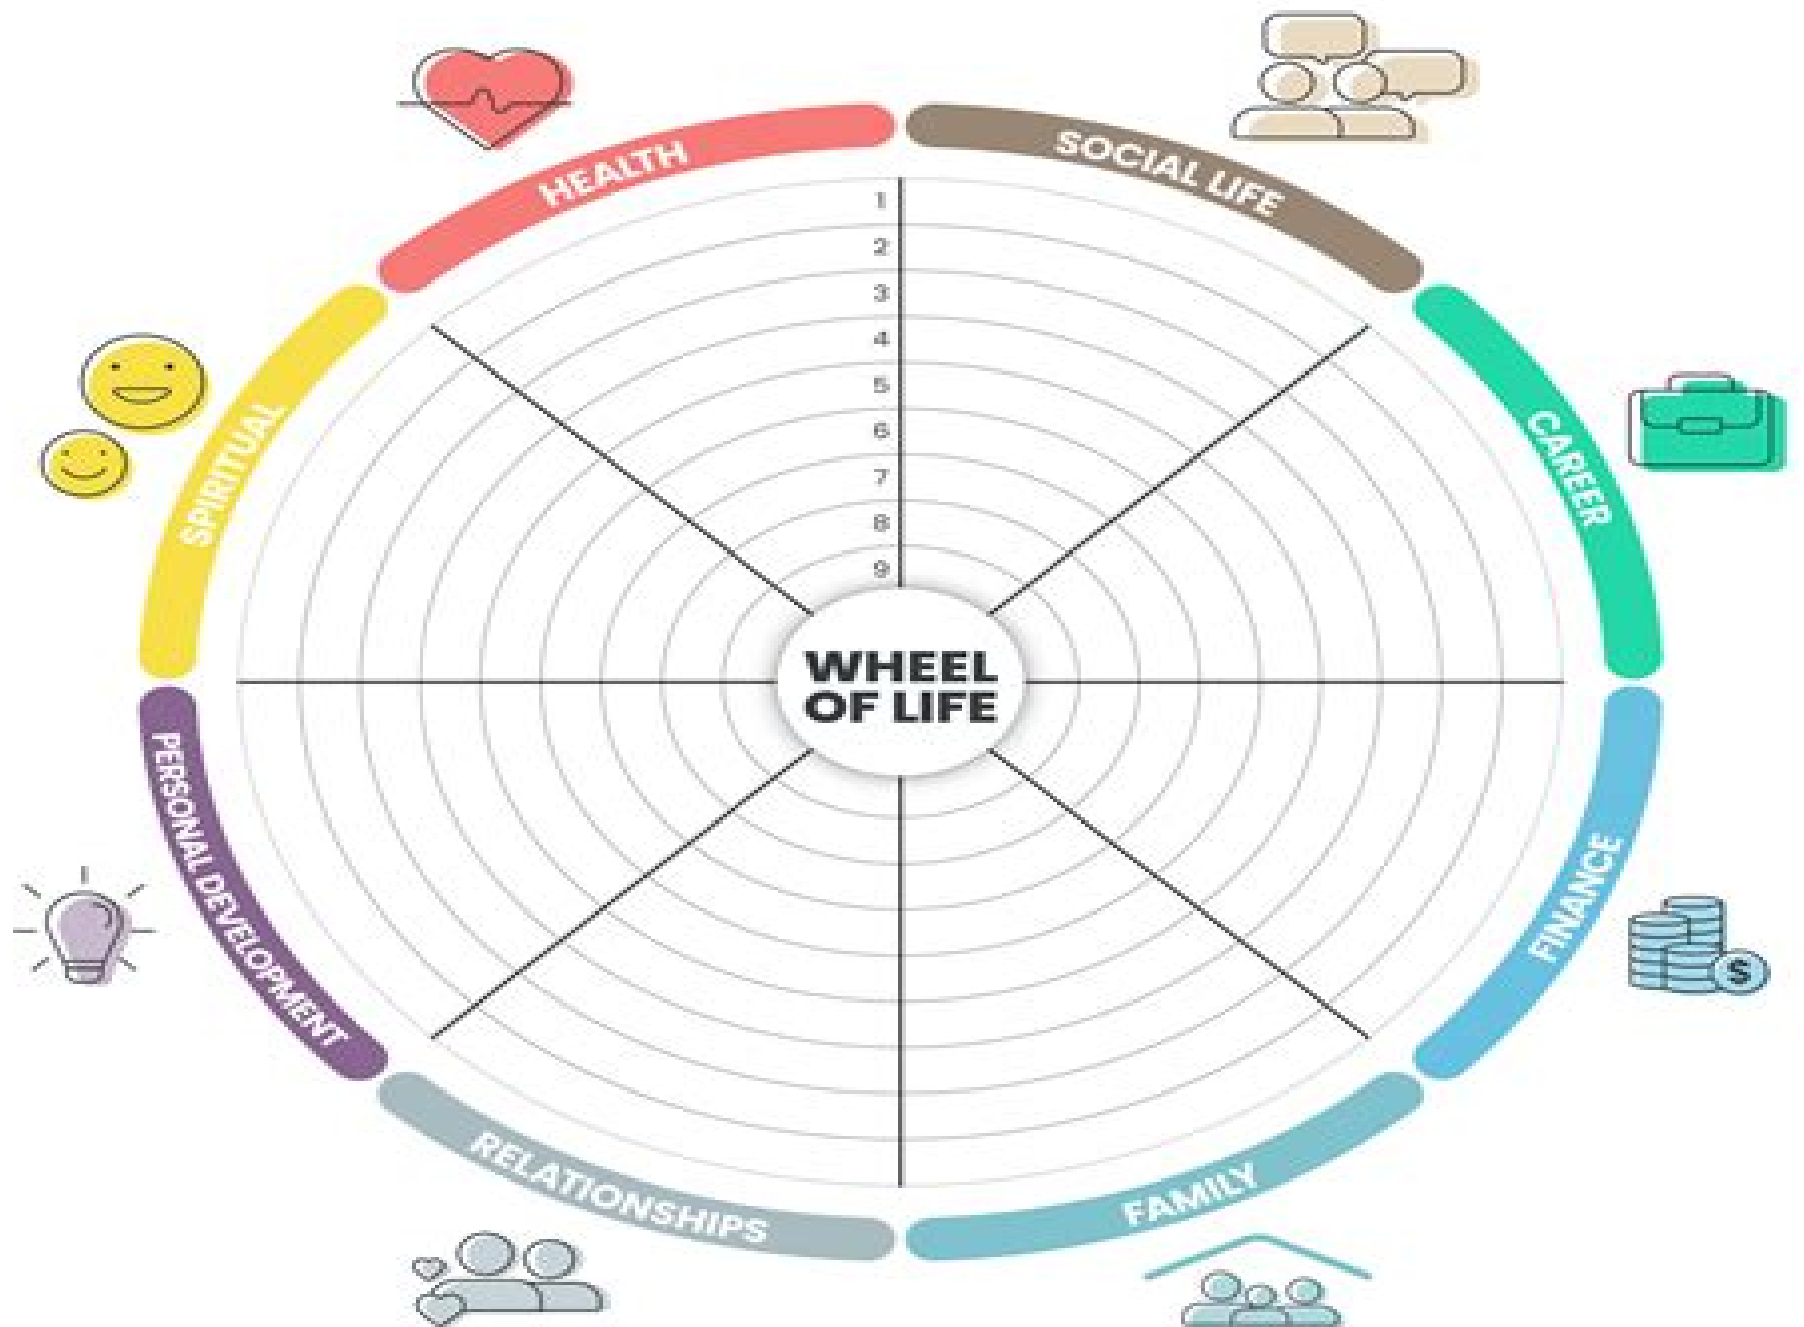 HEALTH
SOCIAL LIFE
SPIRITUAL
CAREER
1
2
3
4
5
6
7
8
9
WHEEL
OF LIFE
PERSONAL DEVELOPMENT
FINANCE
$
RELATIONSHIPS
FAMILY